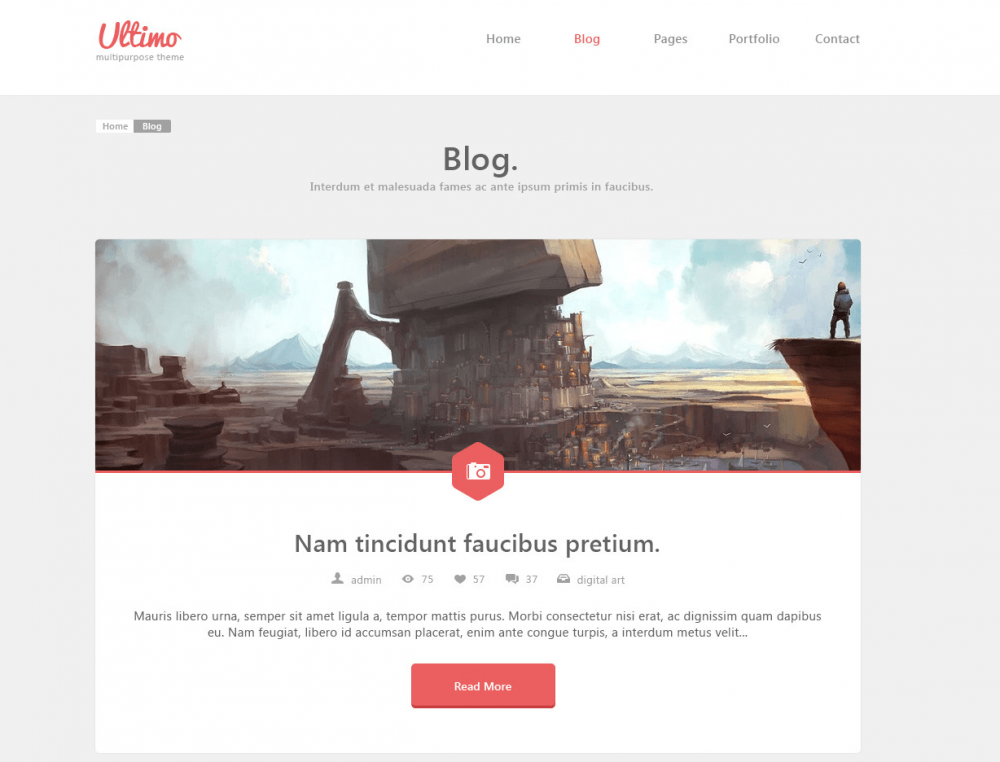 Ultimo
multipurpose theme
Home Blog Pages Portfolio Contact
Home Blog
Blog.
Interdum et malesuada fames ac ante ipsum primis in faucibus.
Nam tincidunt faucibus pretium.
admin 75 57 37 digital art
Mauris libero urna, semper sit amet ligula a, tempor mattis purus. Morbi consectetur nisi erat, ac dignissim quam dapibus
eu. Nam feugiat, libero id accumsan placerat, enim ante congue turpis, a interdum metus velit...
Read More